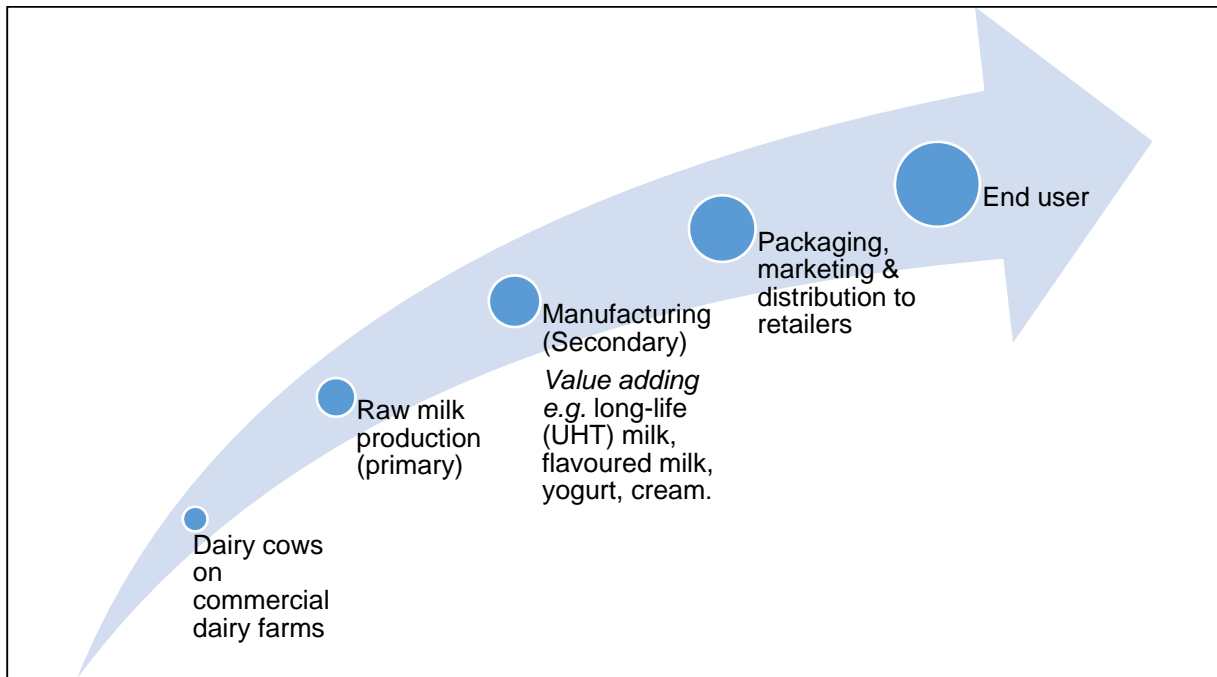 Dairy cows
on
commercial
dairy farms
Raw milk
production
(primary)
Manufacturing
(Secondary)
Value adding
e.g. long-life
(UHT) milk,
flavoured milk,
yogurt, cream.
Packaging,
marketing &
distribution to
retailers
End user